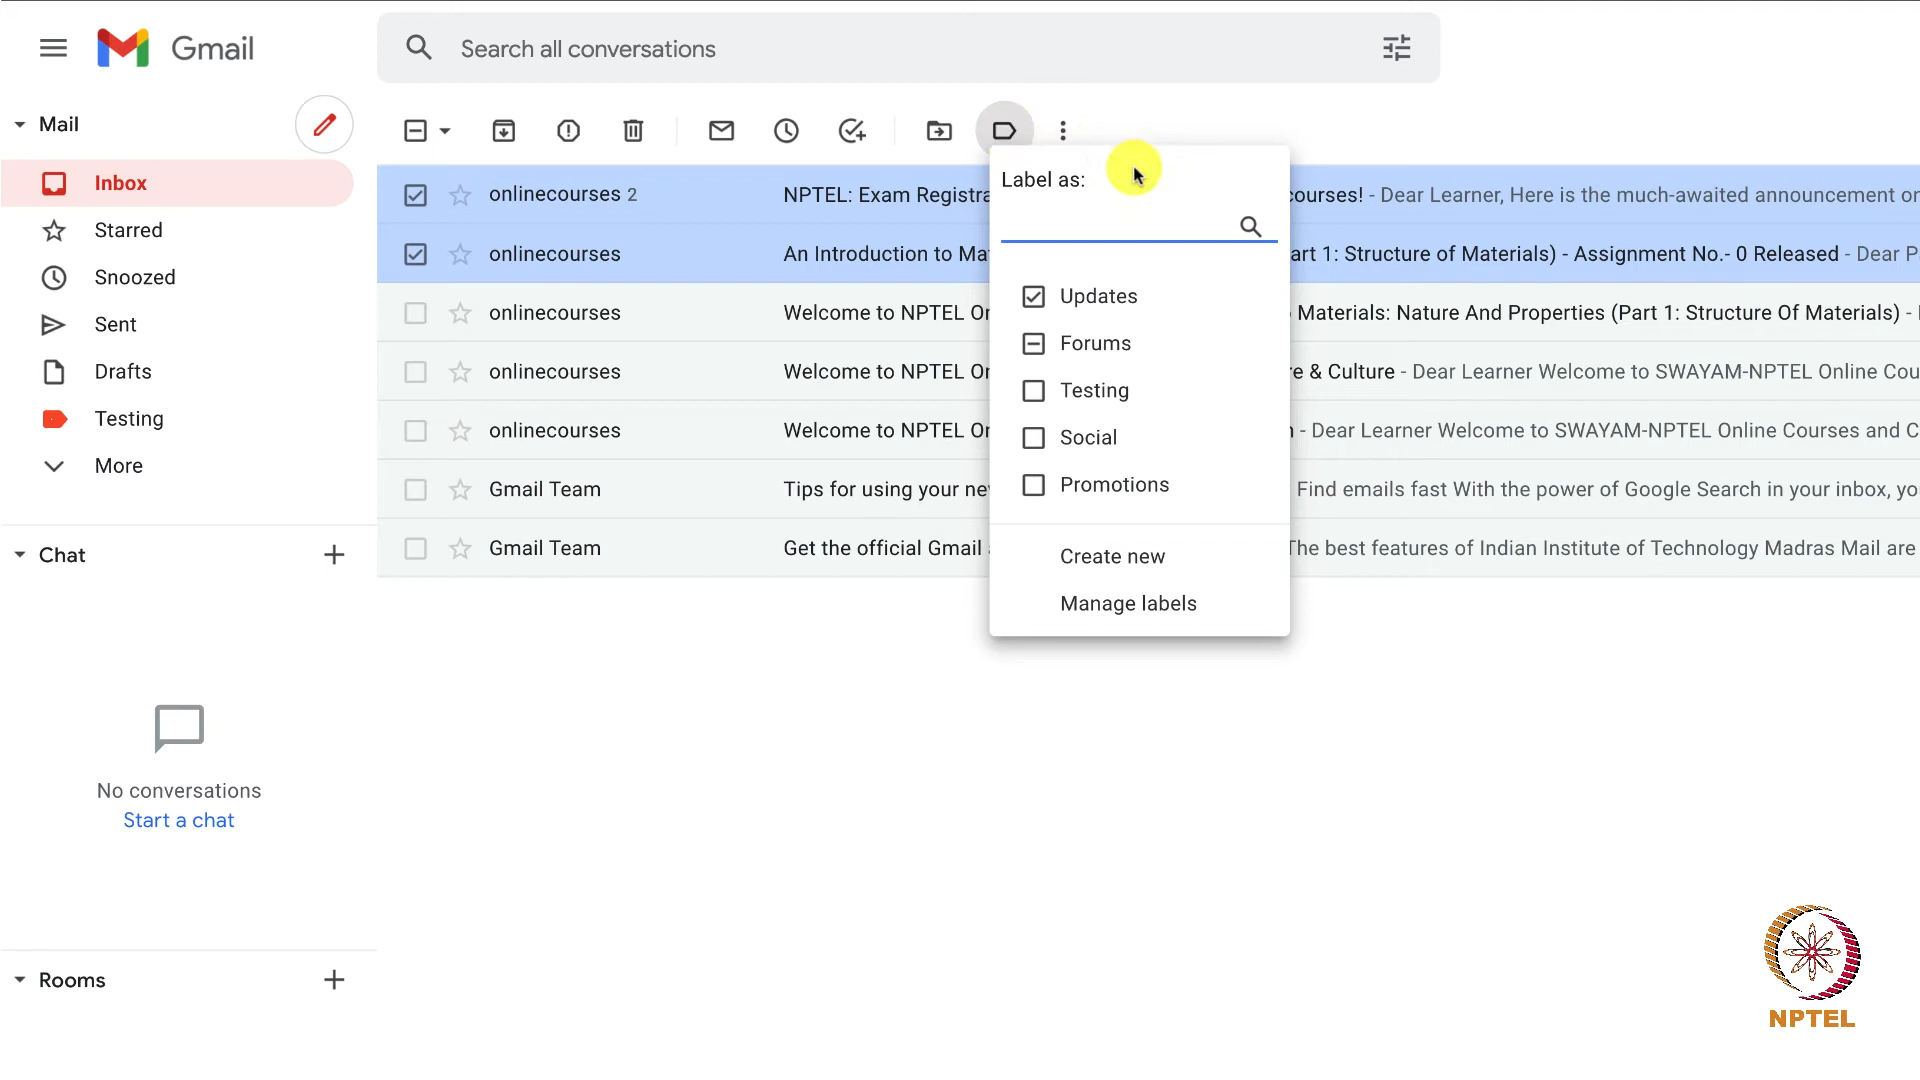 Gmail
Search all conversations
Mail
Inbox
Starred
Snoozed
Sent
Drafts
Testing
More
Chat
No conversations
Start a chat
Rooms
Label as:
Updates
Forums
Testing
Social
Promotions
Create new
Manage labels
onlinecourses 2 NPTEL: Exam Registra courses! - Dear Learner, Here is the much-awaited announcement or
onlinecourses An Introduction to Ma art 1: Structure of Materials) - Assignment No.- 0 Released - Dear P
onlinecourses Welcome to NPTEL Or Materials: Nature And Properties (Part 1: Structure Of Materials) -
onlinecourses Welcome to NPTEL Or e & Culture - Dear Learner Welcome to SWAYAM-NPTEL Online Cou
onlinecourses Welcome to NPTEL Or - Dear Learner Welcome to SWAYAM-NPTEL Online Courses and C
Gmail Team Tips for using your ne Find emails fast With the power of Google Search in your inbox, yo
Gmail Team Get the official Gmail The best features of Indian Institute of Technology Madras Mail are
NPTEL